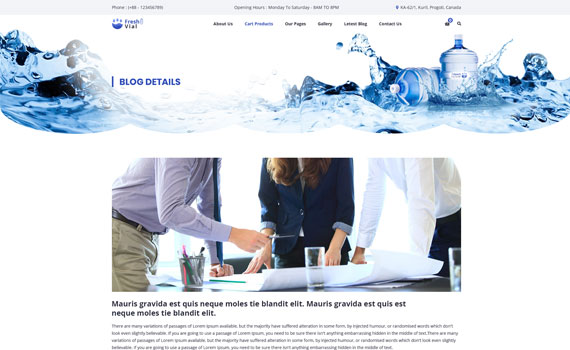 Phone : (+88 - 123456789)
Opening Hours : Monday To Saturday - 8AM TO 8PM
KA-62/1, Kuril, Progoti, Canada
Fresh
Vial
About Us
Cart Products
Our Pages
Gallery
Latest Blog
Contact Us
0
BLOG DETAILS
Mauris gravida est quis neque moles tie blandit elit. Mauris gravida est quis est
neque moles tie blandit elit.
There are many variations of passages of Lorem Ipsum available, but the majority have suffered alteration in some form, by injected humour, or randomised words which don't
look even slightly believable. If you are going to use a passage of Lorem Ipsum, you need to be sure there isn't anything embarrassed hidden in the middle of text.There are many
variations of passages of Lorem Ipsum available, but the majority have suffered alteration in some form, by injected humour, or randomised words which don't look even slightly
believable. If you are going to use a passage of Lorem Ipsum, you need to be sure there isn't anything embarrassed hidden in the middle of text.